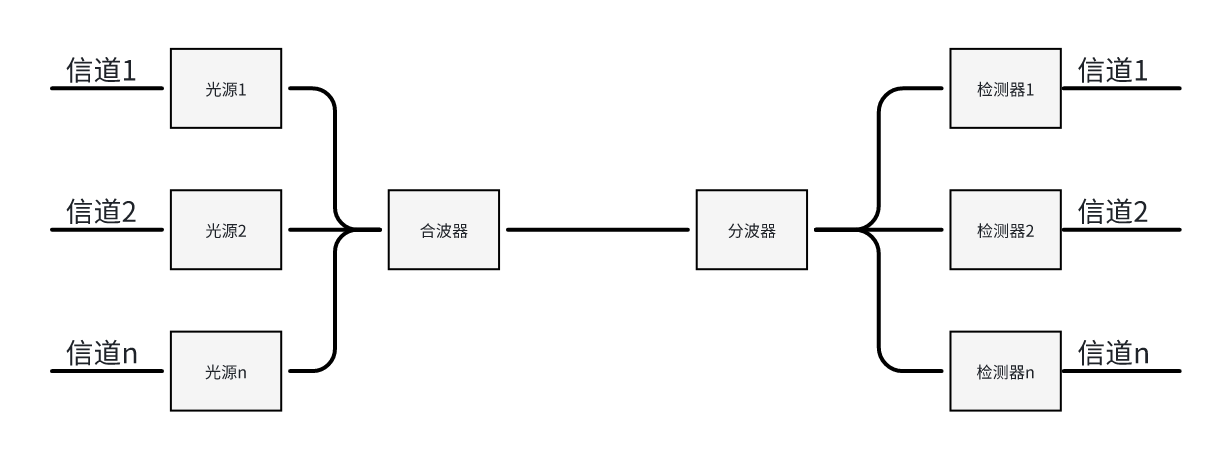 信道1
光源1
检测器1
信道1
信道2
光源2
合波器
分波器
检测器2
信道2
信道n
光源n
检测器n
信道n